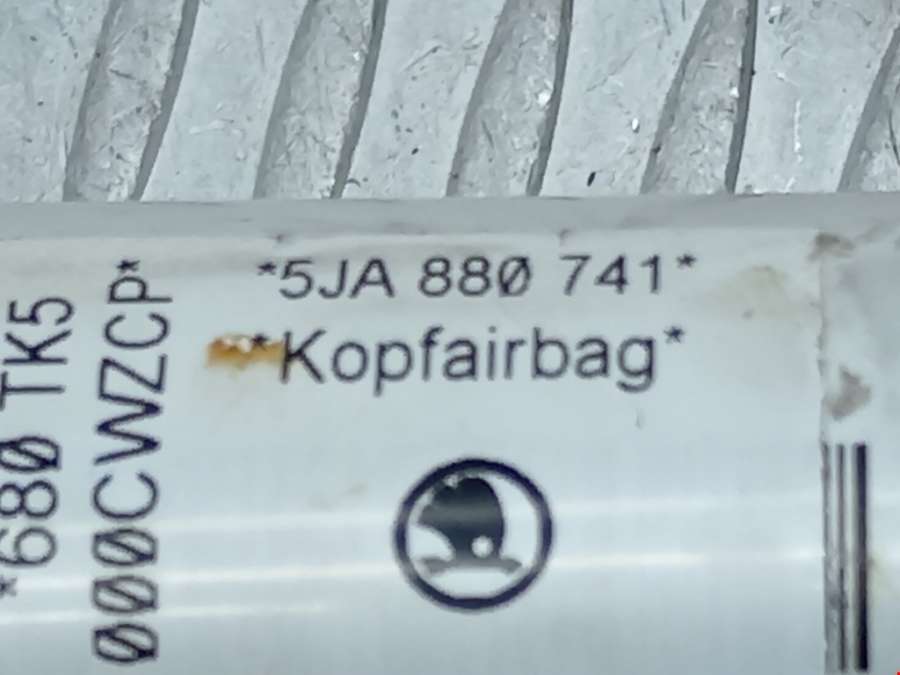 *5JA 880 741*
*Kopfairbag*
*680 TK5
000CWZCP*